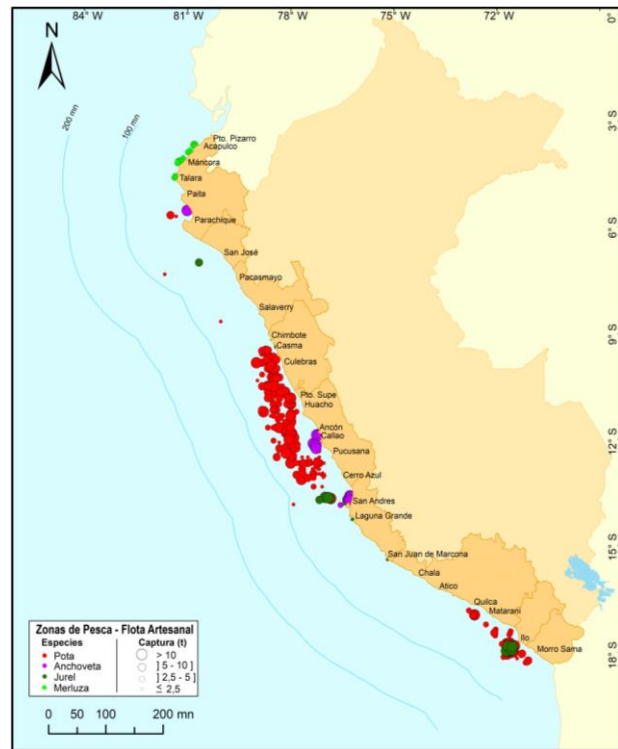 84° W 81°W 78°W 75°W 72°W
N
3° S
6° S
9° S
12° S
15° S
18° S
200 mn
100 mn
Pto. Pizarro
Acapulco
Máncora
Talara
Paita
Parachique
San José
Pacasmayo
Salaverry
Chimbote
Casma
Culebras
Pto. Supe
Huacho
Ancón
Callao
Pucusana
Cerro Azul
San Andres
Laguna Grande
San Juan de Marcona
Chala
Atico
Quilca
Matarani
Ilo
Morro Sama
Zonas de Pesca - Flota Artesanal
Especies Captura (t)
Pota > 10
Anchoveta ] 5 - 10 ]
Jurel ] 2,5 - 5 ]
Merluza ≤ 2,5
0 50 100 200 mn